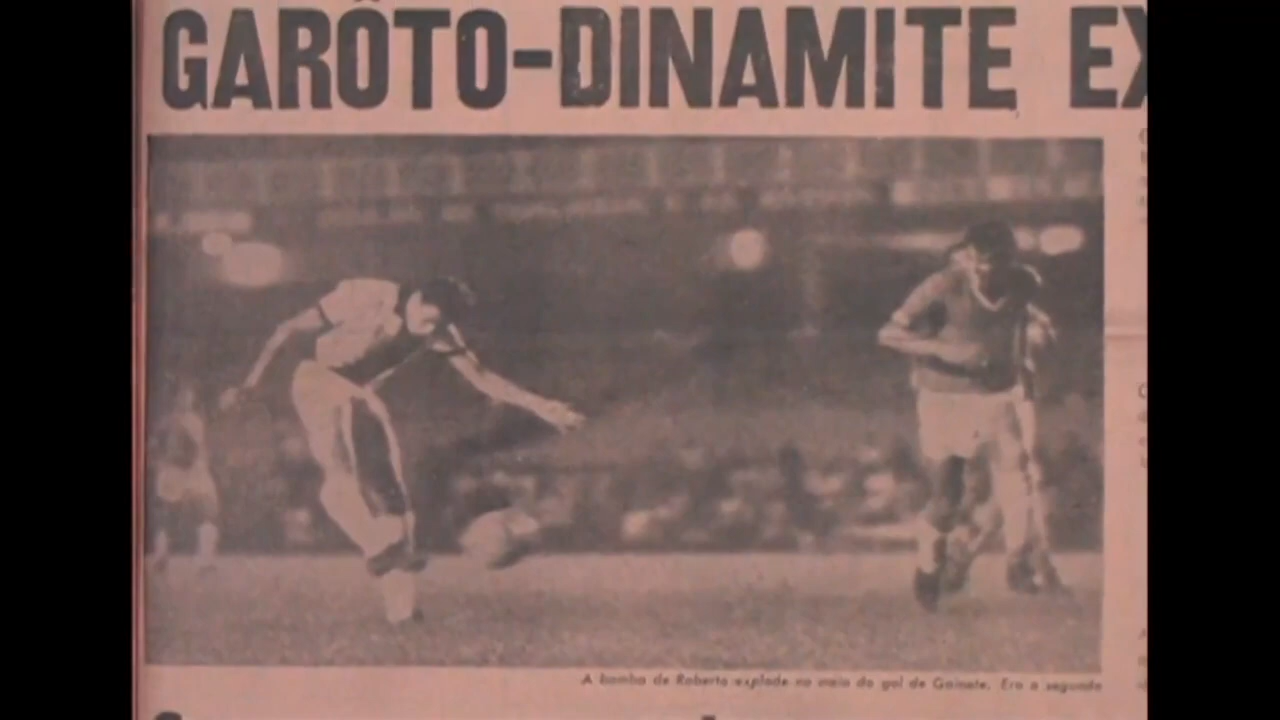 GARÔTO-DINAMITE EX
A bomba de Roberto explode no meio do gol de Gainete. Era o segundo